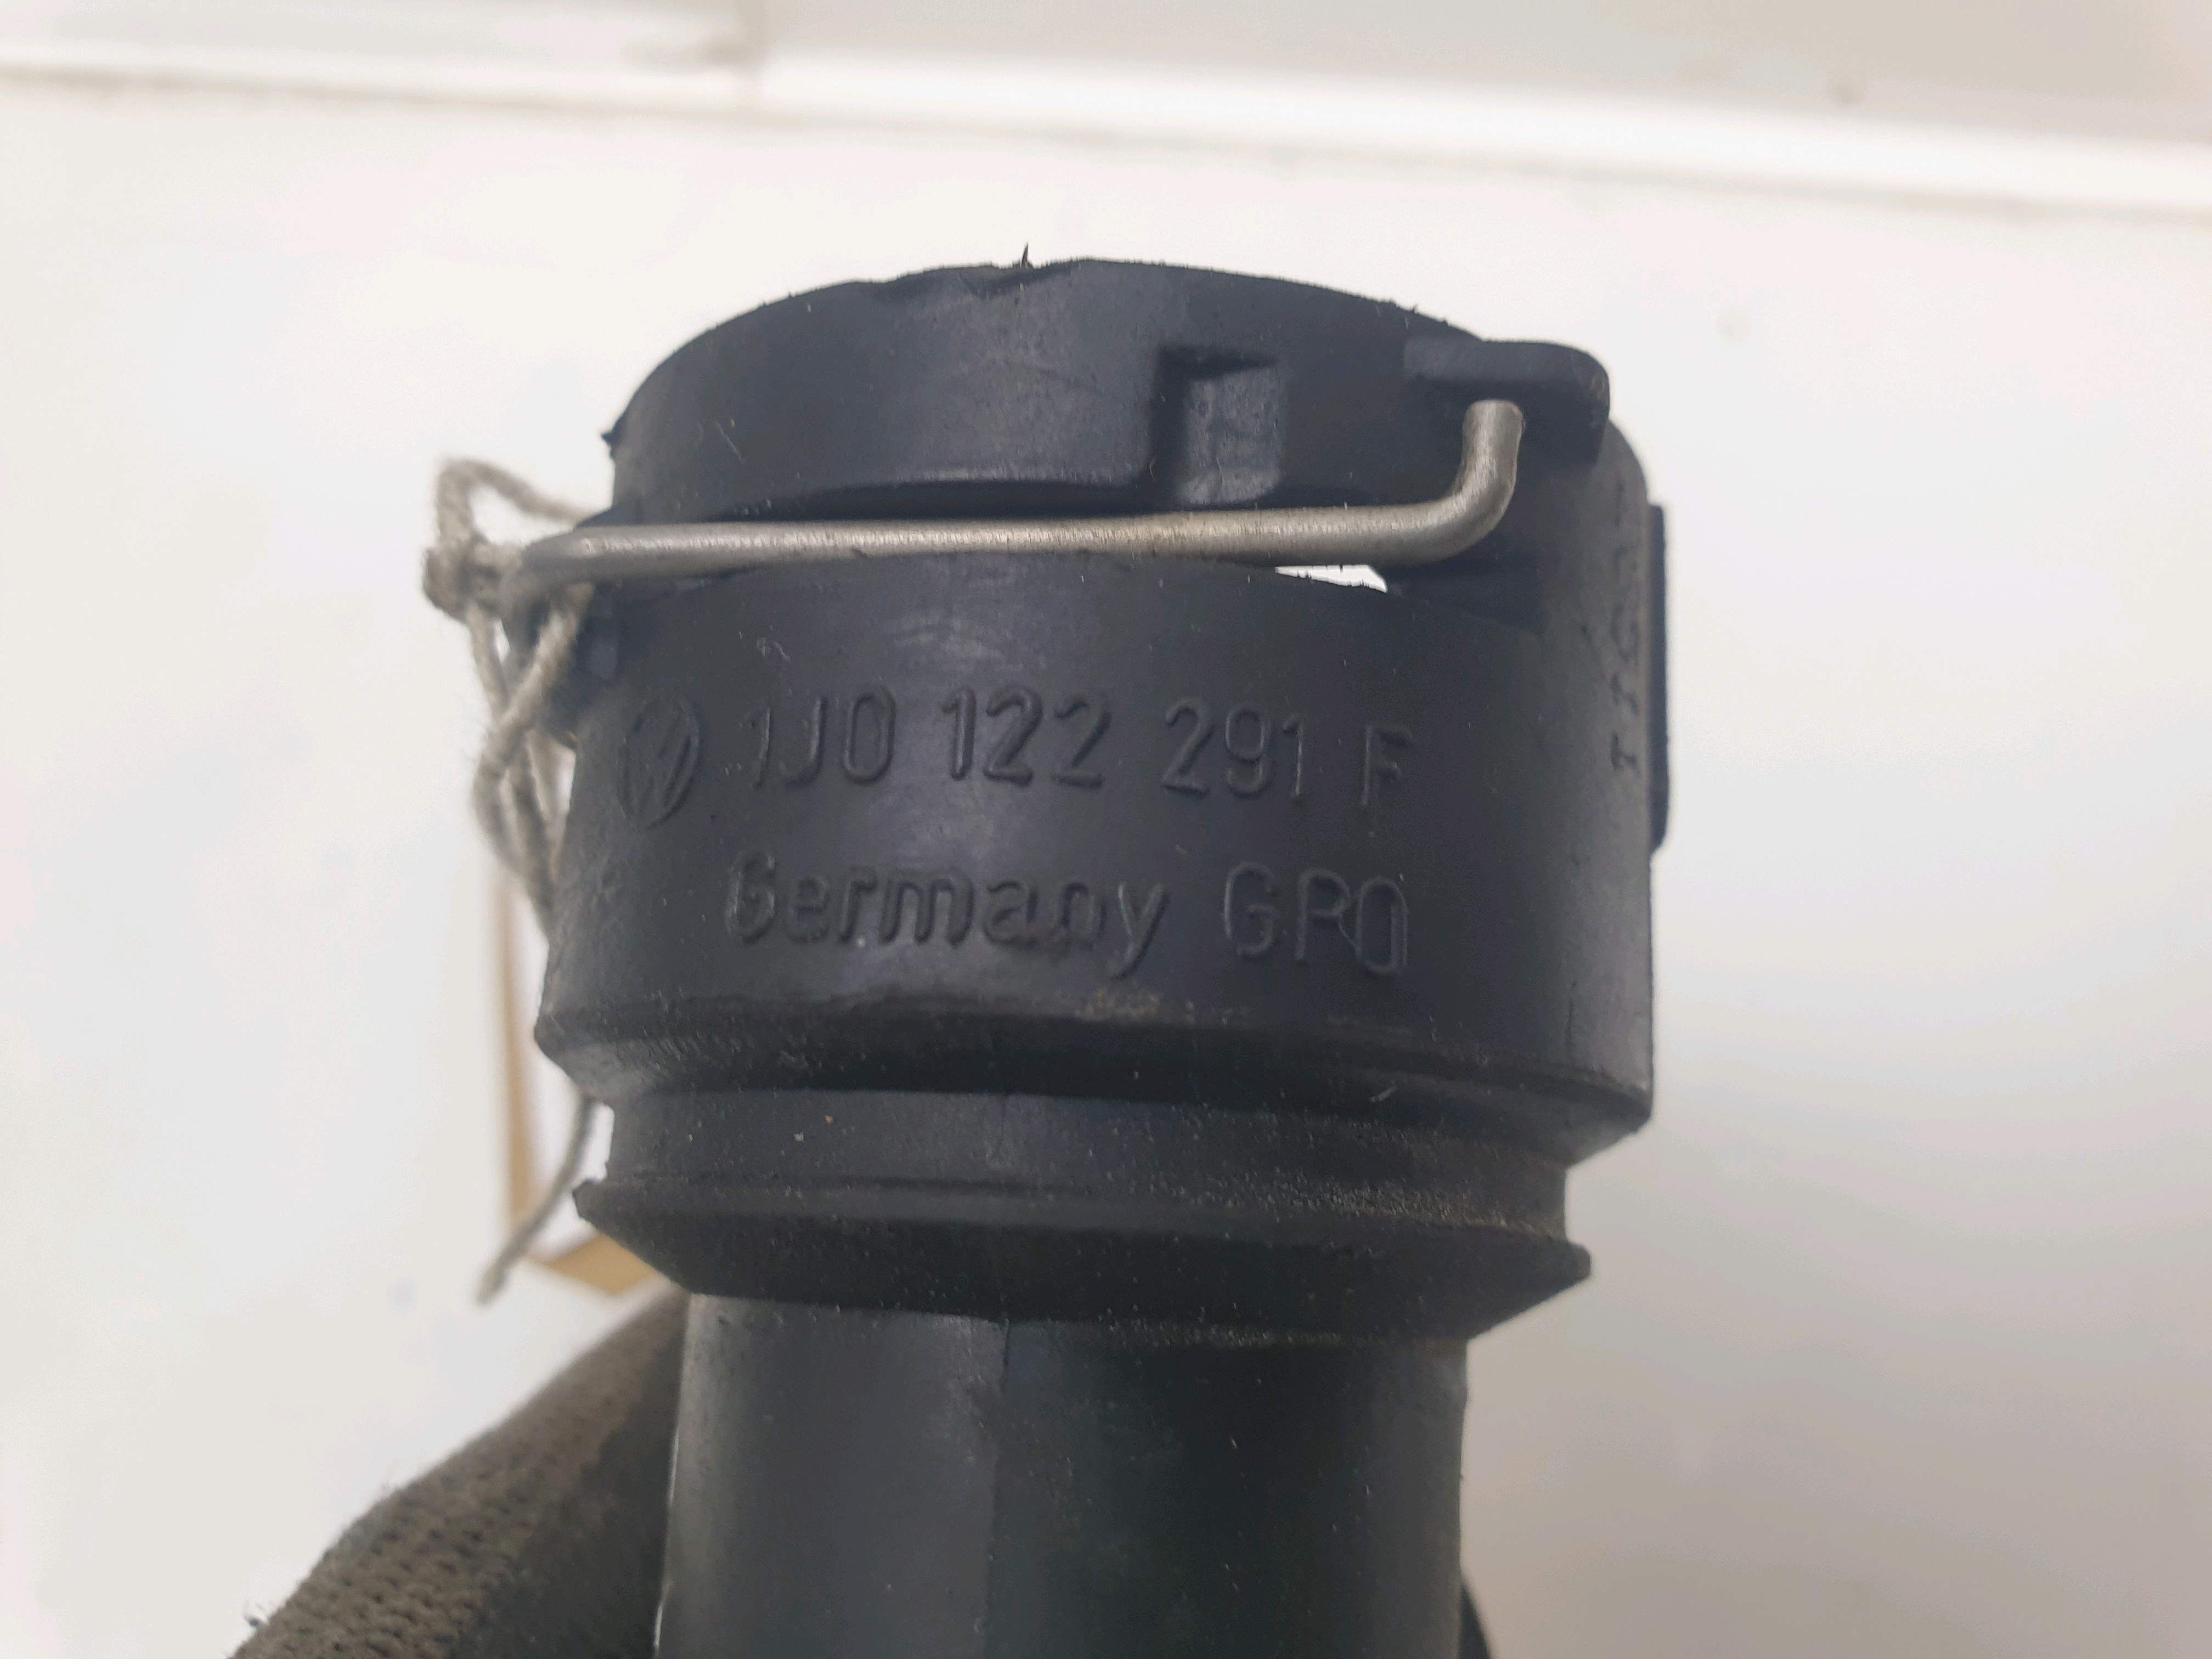 1J0 122 291 F
Germany GPO